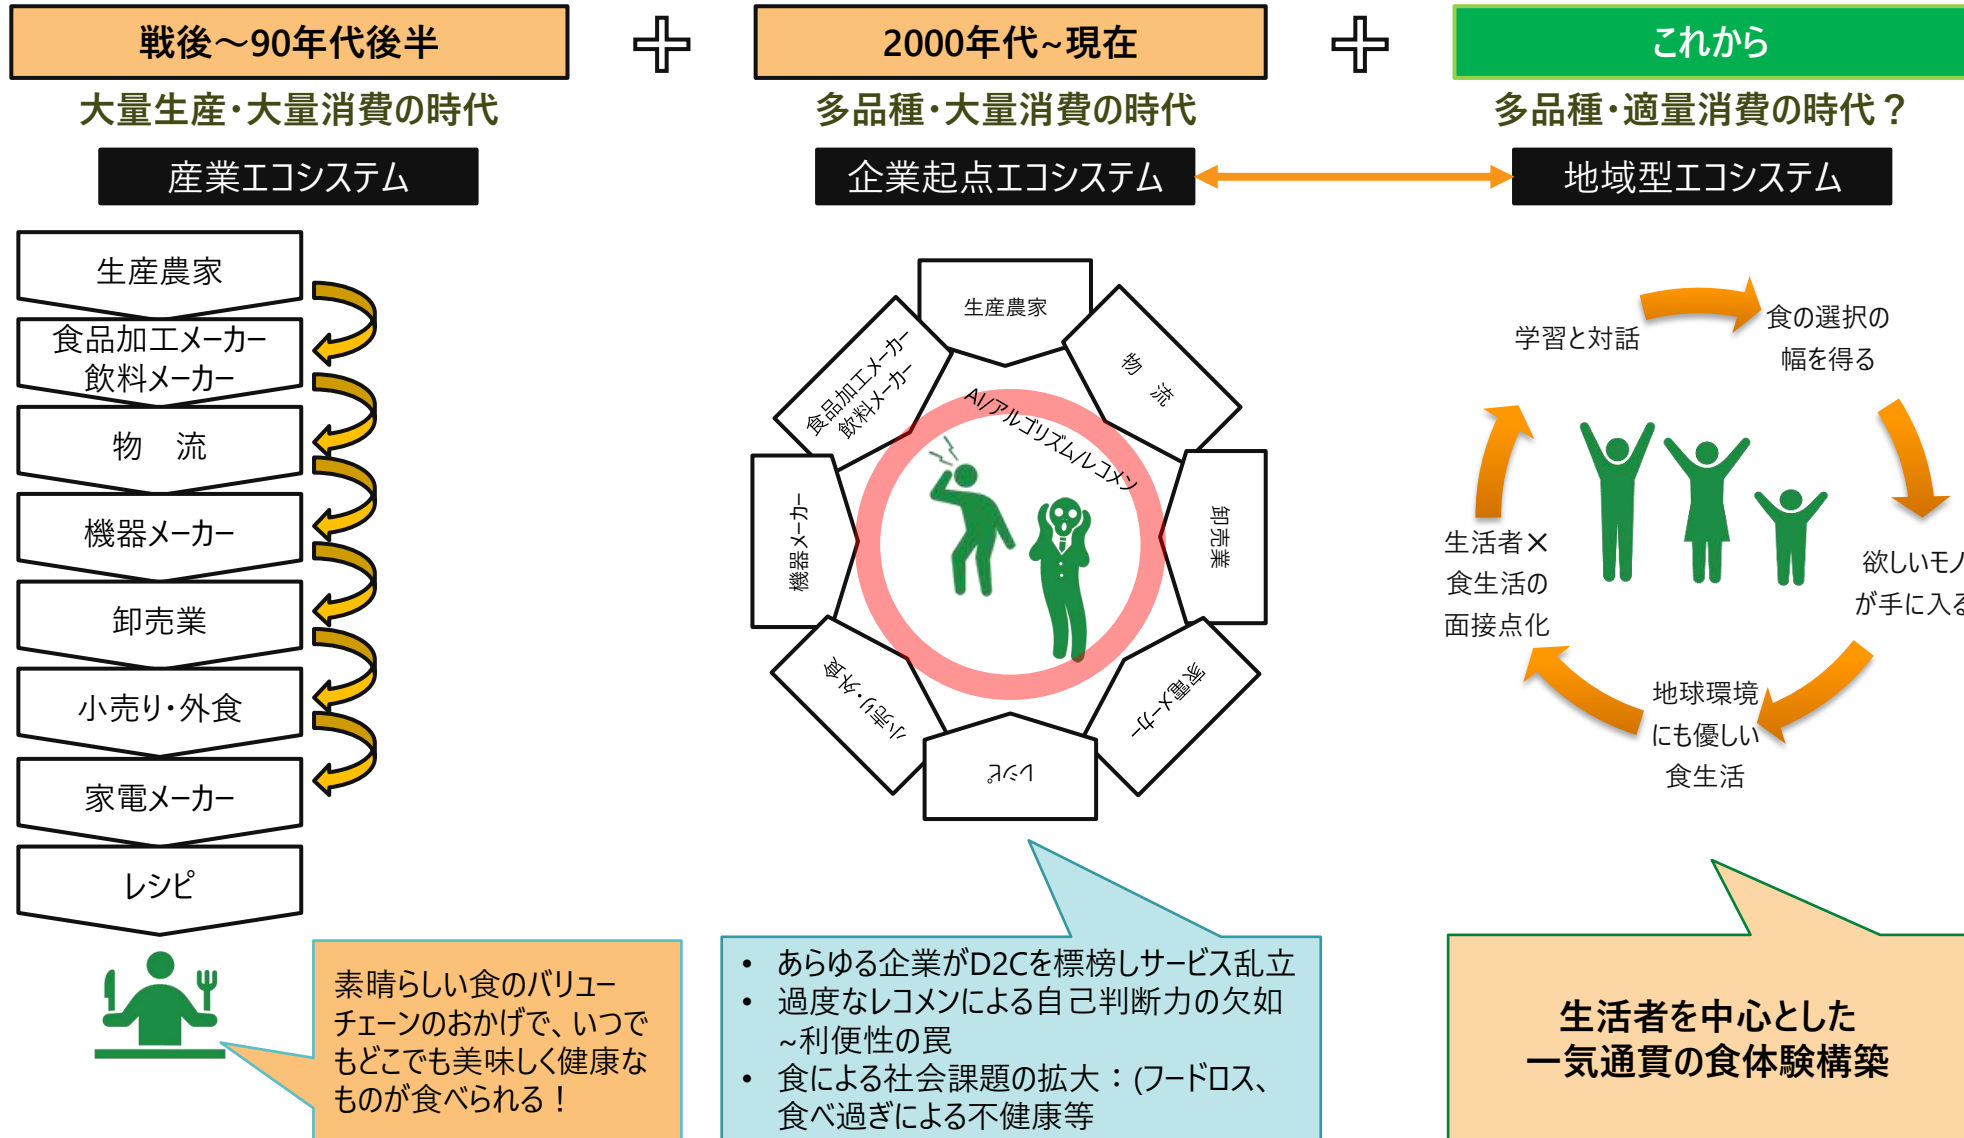 戦後～90年代後半
大量生産・大量消費の時代
産業エコシステム
生産農家
食品加工メーカー
飲料メーカー
物　流
機器メーカー
卸売業
小売り・外食
家電メーカー
レシピ
素晴らしい食のバリュー
チェーンのおかげで、いつで
もどこでも美味しく健康な
ものが食べられる！
2000年代~現在
多品種・大量消費の時代
企業起点エコシステム
生産農家
物　流
卸売業
家電メーカー
レシピ
小売り・外食
機器メーカー
食品加工メーカー
飲料メーカー
AI/アルゴリズム/レコメン
• あらゆる企業がD2Cを標榜しサービス乱立
• 過度なレコメンによる自己判断力の欠如
~利便性の罠
• 食による社会課題の拡大：(フードロス、
食べ過ぎによる不健康等
これから
多品種・適量消費の時代？
地域型エコシステム
学習と対話
食の選択の
幅を得る
欲しいモノ
が手に入る
地球環境
にも優しい
食生活
生活者×
食生活の
面接点化
生活者を中心とした
一気通貫の食体験構築